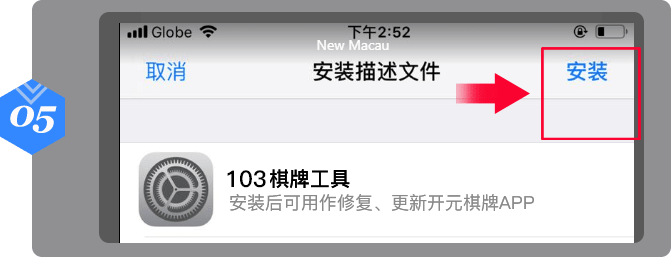 Globe 下午2:52
New Macau
取消 安装描述文件 安装
05
103棋牌工具
安装后可用作修复、更新开元棋牌APP